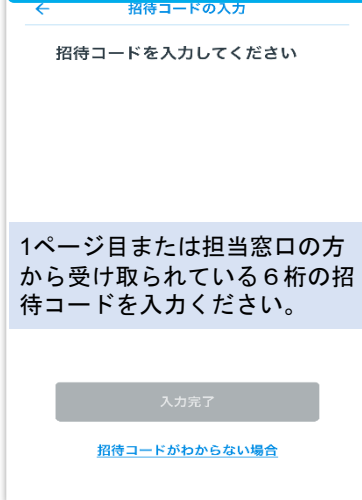 招待コードの入力
招待コードを入力してください
1ページ目または担当窓口の方
から受け取られている６桁の招
待コードを入力ください。
入力完了
招待コードがわからない場合